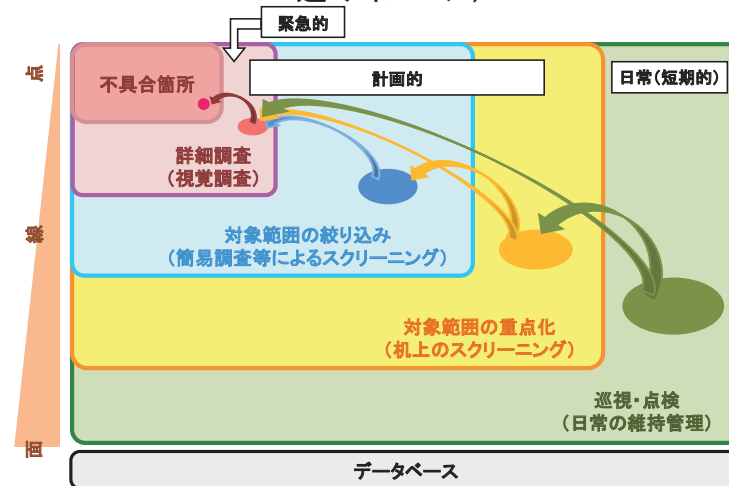 緊急的
点
不具合箇所
計画的
日常(短期的)
詳細調査
(視覚調査)
線
対象範囲の絞り込み
(簡易調査等によるスクリーニング)
対象範囲の重点化
(机上のスクリーニング)
巡視・点検
(日常の維持管理)
面
データベース